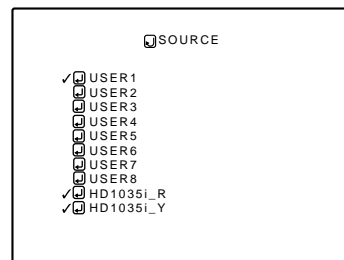 SOURCE
✓ USER1
USER2
USER3
USER4
USER5
USER6
USER7
USER8
✓ HD1035i_R
✓ HD1035i_Y